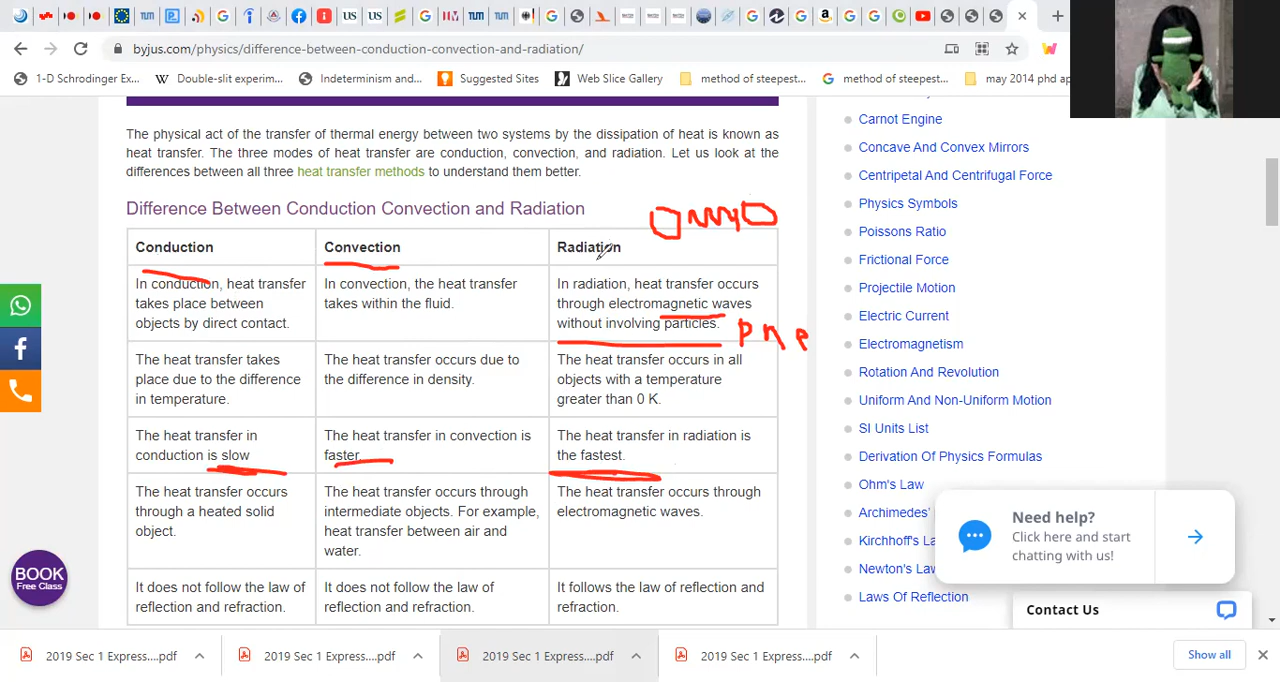 byjus.com/physics/difference-between-conduction-convection-and-radiation/
1-D Schrodinger Ex... Double-slit experim... Indeterminism and... Suggested Sites Web Slice Gallery method of steepest... method of steepest... may 2014 phd ap
The physical act of the transfer of thermal energy between two systems by the dissipation of heat is known as
heat transfer. The three modes of heat transfer are conduction, convection, and radiation. Let us look at the
differences between all three heat transfer methods to understand them better.
Difference Between Conduction Convection and Radiation
Conduction
Convection
Radiation
In conduction, heat transfer
takes place between
objects by direct contact.
In convection, the heat transfer
takes within the fluid.
In radiation, heat transfer occurs
through electromagnetic waves
without involving particles.
p n e
The heat transfer takes
place due to the difference
in temperature.
The heat transfer occurs due to
the difference in density.
The heat transfer occurs in all
objects with a temperature
greater than 0 K.
The heat transfer in
conduction is slow
The heat transfer in convection is
faster.
The heat transfer in radiation is
the fastest.
The heat transfer occurs
through a heated solid
object.
The heat transfer occurs through
intermediate objects. For example,
heat transfer between air and
water.
The heat transfer occurs through
electromagnetic waves.
It does not follow the law of
reflection and refraction.
It does not follow the law of
reflection and refraction.
It follows the law of reflection and
refraction.
Carnot Engine
Concave And Convex Mirrors
Centripetal And Centrifugal Force
Physics Symbols
Poissons Ratio
Frictional Force
Projectile Motion
Electric Current
Electromagnetism
Rotation And Revolution
Uniform And Non-Uniform Motion
SI Units List
Derivation Of Physics Formulas
Ohm's Law
Archimedes'
Kirchhoff's La
Newton's Law
Laws Of Reflection
BOOK
Free Class
Need help?
Click here and start
chatting with us!
Contact Us
2019 Sec 1 Express....pdf 2019 Sec 1 Express....pdf 2019 Sec 1 Express....pdf 2019 Sec 1 Express....pdf Show all